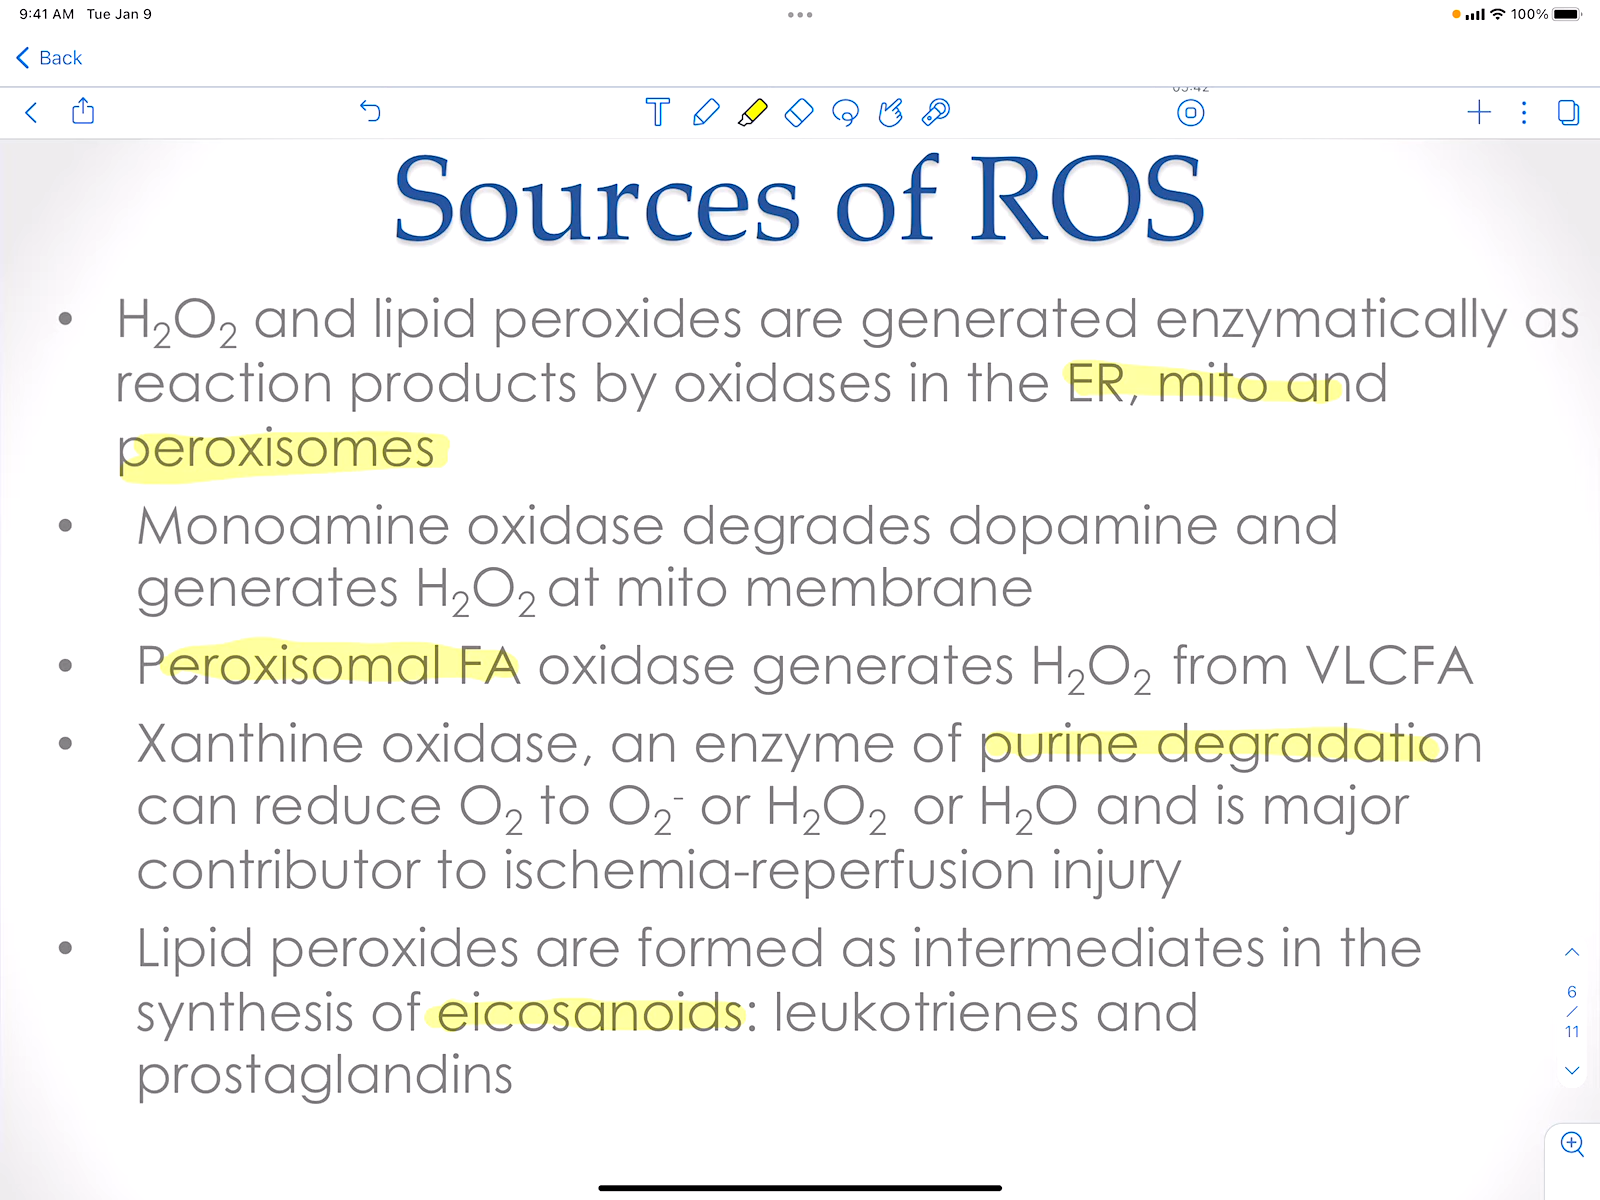 9:41 AM Tue Jan 9
100%
Back
05:42
Sources of ROS
• H₂O₂ and lipid peroxides are generated enzymatically as
reaction products by oxidases in the ER, mito and
peroxisomes
• Monoamine oxidase degrades dopamine and
generates H₂O₂ at mito membrane
• Peroxisomal FA oxidase generates H₂O₂ from VLCFA
• Xanthine oxidase, an enzyme of purine degradation
can reduce O₂ to O₂⁻ or H₂O₂ or H₂O and is major
contributor to ischemia-reperfusion injury
• Lipid peroxides are formed as intermediates in the
synthesis of eicosanoids: leukotrienes and
prostaglandins
6
/
11